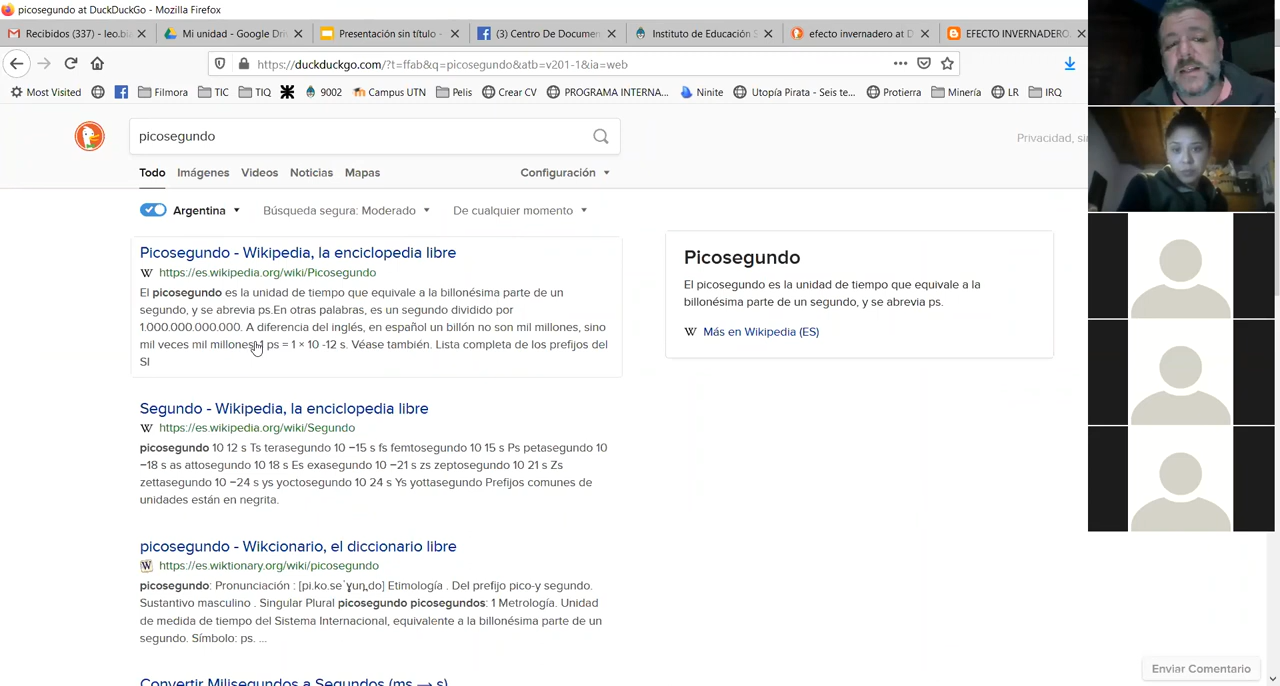 picosegundo at DuckDuckGo - Mozilla Firefox
Recibidos (337) - leo.bi
Mi unidad - Google Dri
Presentación sin título -
(3) Centro De Documen
Instituto de Educación S
efecto invernadero at D
EFECTO INVERNADERO.
https://duckduckgo.com/?t=ffab&q=picosegundo&atb=v201-1&ia=web
Most Visited
Filmora
TIC
TIQ
9002
Campus UTN
Pelis
Crear CV
PROGRAMA INTERNA...
Ninite
Utopía Pirata - Seis te...
Protierra
Minería
LR
IRQ
picosegundo
Privacidad, sin
Todo Imágenes Videos Noticias Mapas Configuración
Argentina Búsqueda segura: Moderado De cualquier momento
Picosegundo - Wikipedia, la enciclopedia libre
W https://es.wikipedia.org/wiki/Picosegundo
El picosegundo es la unidad de tiempo que equivale a la billonésima parte de un
segundo, y se abrevia ps.En otras palabras, es un segundo dividido por
1.000.000.000.000. A diferencia del inglés, en español un billón no son mil millones, sino
mil veces mil millones. ps = 1 × 10 -12 s. Véase también. Lista completa de los prefijos del
SI
Picosegundo
El picosegundo es la unidad de tiempo que equivale a la
billonésima parte de un segundo, y se abrevia ps.
W Más en Wikipedia (ES)
Segundo - Wikipedia, la enciclopedia libre
W https://es.wikipedia.org/wiki/Segundo
picosegundo 10 12 s Ts terasegundo 10 −15 s fs femtosegundo 10 15 s Ps petasegundo 10
−18 s as attosegundo 10 18 s Es exasegundo 10 −21 s zs zeptosegundo 10 21 s Zs
zettasegundo 10 −24 s ys yoctosegundo 10 24 s Ys yottasegundo Prefijos comunes de
unidades están en negrita.
picosegundo - Wikcionario, el diccionario libre
W https://es.wiktionary.org/wiki/picosegundo
picosegundo: Pronunciación : [pi.ko.seˈɣun̪.do] Etimología . Del prefijo pico-y segundo.
Sustantivo masculino . Singular Plural picosegundo picosegundos: 1 Metrología. Unidad
de medida de tiempo del Sistema Internacional, equivalente a la billonésima parte de un
segundo. Símbolo: ps. ...
Convertir Milisegundos a Segundos (ms → s)
Enviar Comentario